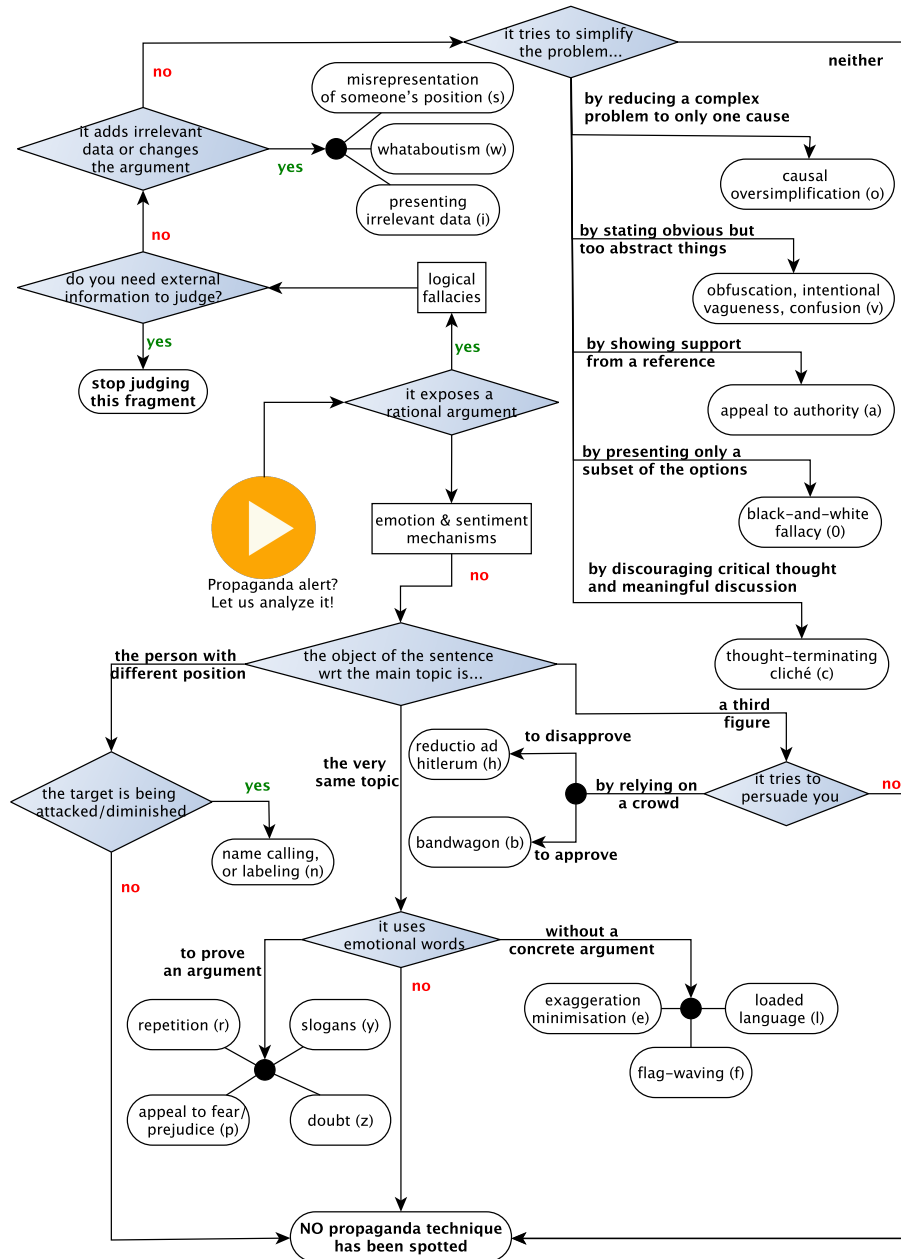 it tries to simplify
the problem...
no
neither
misrepresentation
of someone's position (s)
by reducing a complex
problem to only one cause
it adds irrelevant
data or changes
the argument
yes
whataboutism (w)
causal
oversimplification (o)
presenting
irrelevant data (i)
no
by stating obvious but
too abstract things
do you need external
information to judge?
logical
fallacies
obfuscation, intentional
vagueness, confusion (v)
yes
yes
by showing support
from a reference
stop judging
this fragment
it exposes a
rational argument
appeal to authority (a)
by presenting only a
subset of the options
emotion & sentiment
mechanisms
black-and-white
fallacy (0)
no
Propaganda alert?
Let us analyze it!
by discouraging critical thought
and meaningful discussion
the person with
different position
the object of the sentence
wrt the main topic is...
thought-terminating
cliché (c)
a third
figure
to disapprove
reductio ad
hitlerum (h)
the very
same topic
it tries to
persuade you
no
by relying on
a crowd
the target is being
attacked/diminished
yes
bandwagon (b)
to approve
name calling,
or labeling (n)
no
it uses
emotional words
to prove
an argument
without a
concrete argument
no
repetition (r)
slogans (y)
exaggeration
minimisation (e)
loaded
language (l)
flag-waving (f)
appeal to fear/
prejudice (p)
doubt (z)
NO propaganda technique
has been spotted